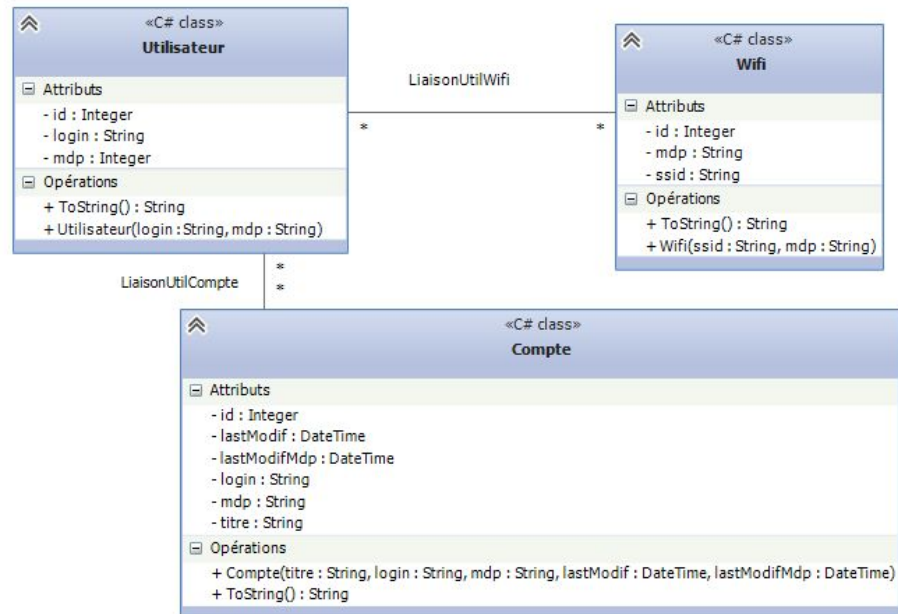 «C# class»
Utilisateur
Attributs
- id : Integer
- login : String
- mdp : Integer
Opérations
+ ToString() : String
+ Utilisateur(login : String, mdp : String)
LiaisonUtilWifi
*
*
«C# class»
Wifi
Attributs
- id : Integer
- mdp : String
- ssid : String
Opérations
+ ToString() : String
+ Wifi(ssid : String, mdp : String)
LiaisonUtilCompte
*
*
«C# class»
Compte
Attributs
- id : Integer
- lastModif : DateTime
- lastModifMdp : DateTime
- login : String
- mdp : String
- titre : String
Opérations
+ Compte(titre : String, login : String, mdp : String, lastModif : DateTime, lastModifMdp : DateTime)
+ ToString() : String